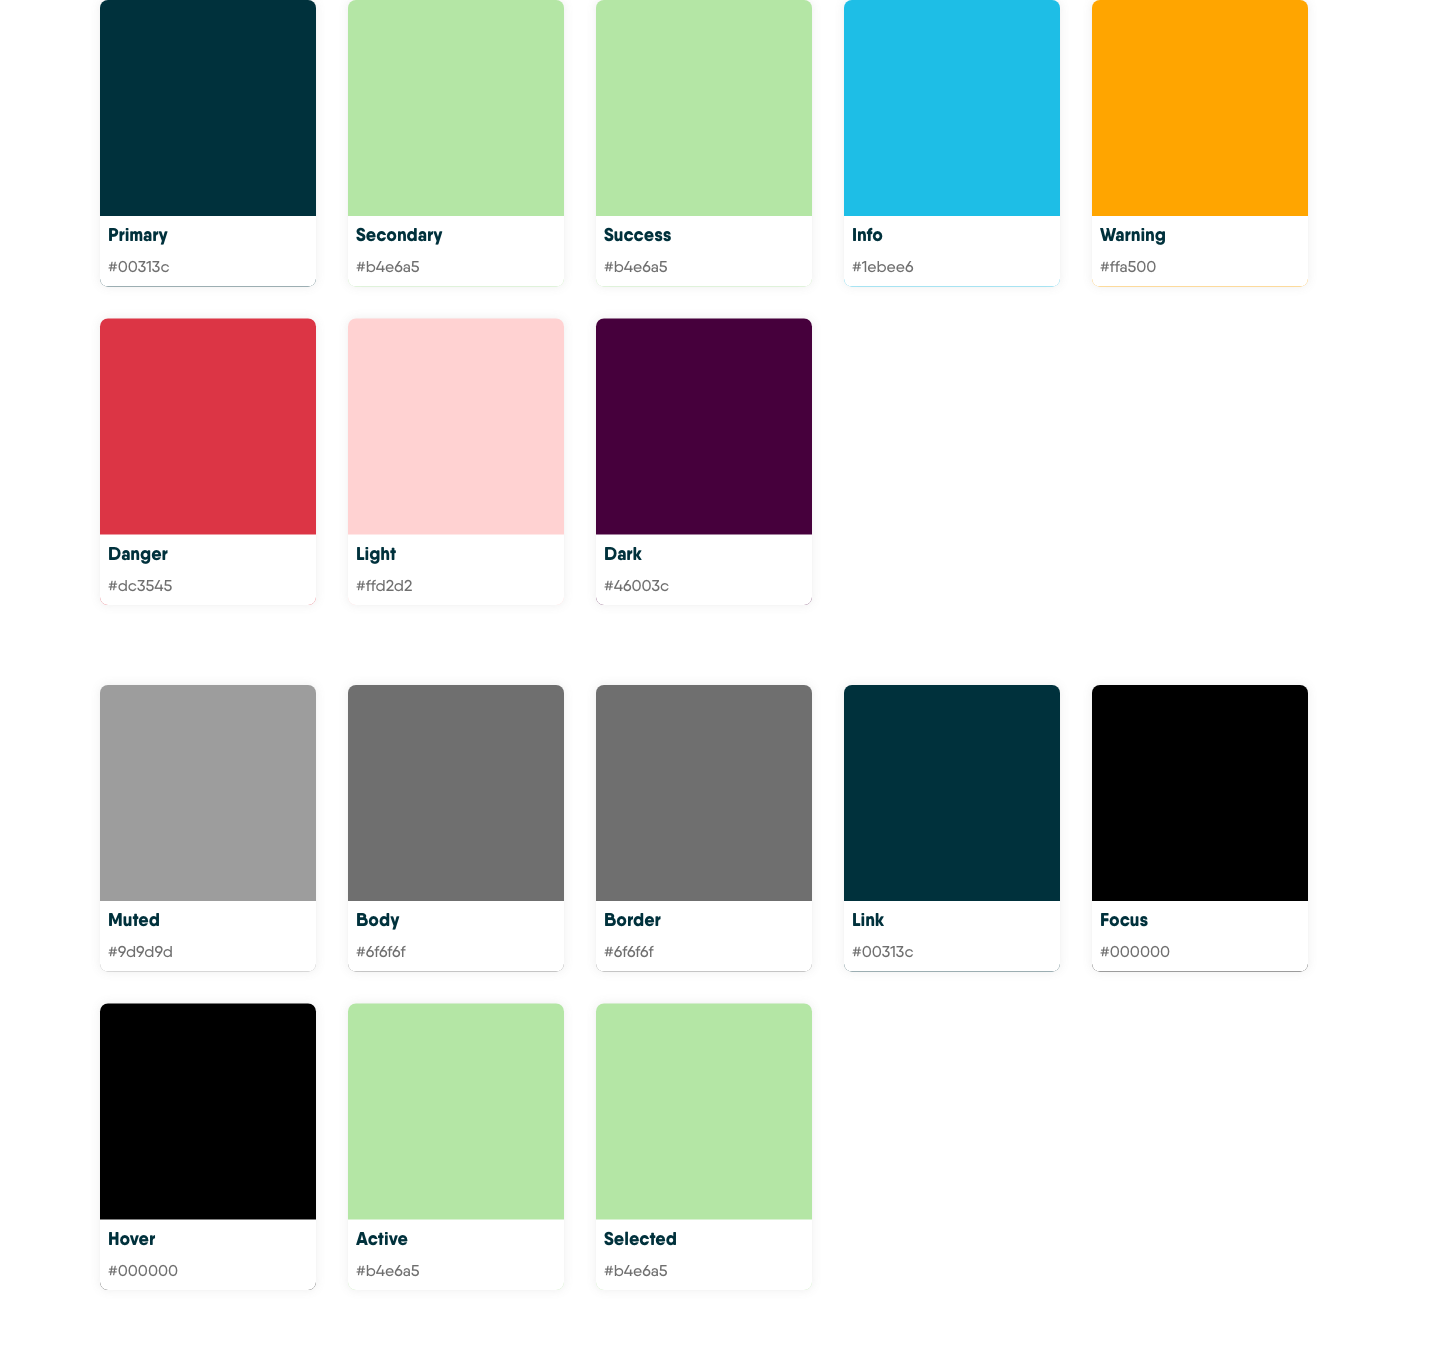 Primary
#00313c
Secondary
#b4e6a5
Success
#b4e6a5
Info
#1ebee6
Warning
#ffa500
Danger
#dc3545
Light
#ffd2d2
Dark
#46003c
Muted
#9d9d9d
Body
#6f6f6f
Border
#6f6f6f
Link
#00313c
Focus
#000000
Hover
#000000
Active
#b4e6a5
Selected
#b4e6a5